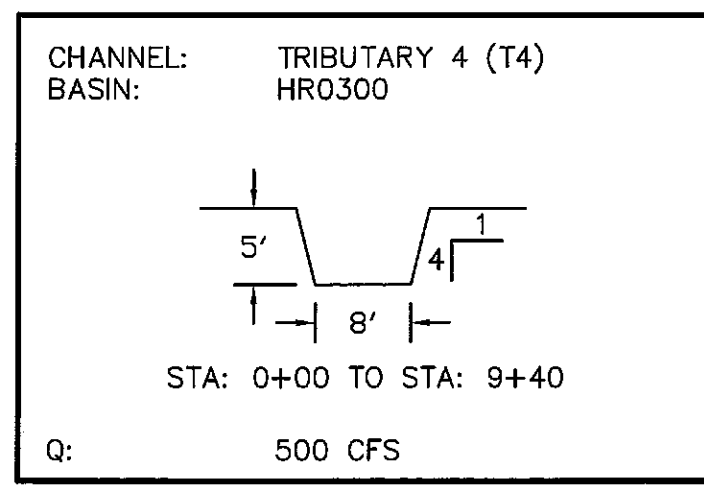 CHANNEL: TRIBUTARY 4 (T4)
BASIN: HR0300
5'
1
4
8'
STA: 0+00 TO STA: 9+40
Q: 500 CFS